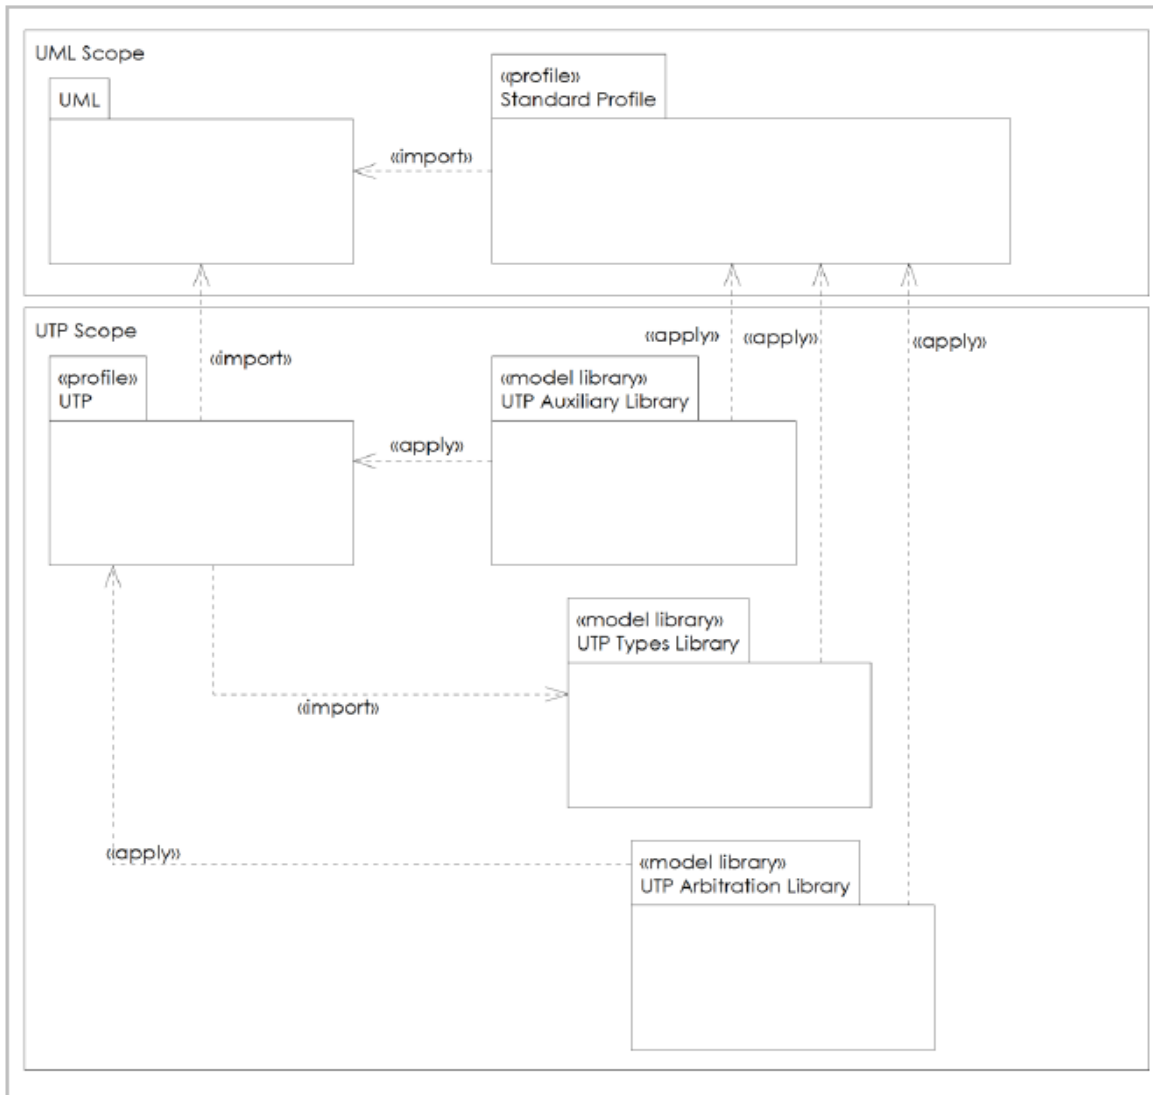 UML Scope
UML
«profile»
Standard Profile
«import»
UTP Scope
«import»
«apply»
«apply»
«apply»
«profile»
UTP
«model library»
UTP Auxiliary Library
«apply»
«model library»
UTP Types Library
«import»
«apply»
«model library»
UTP Arbitration Library